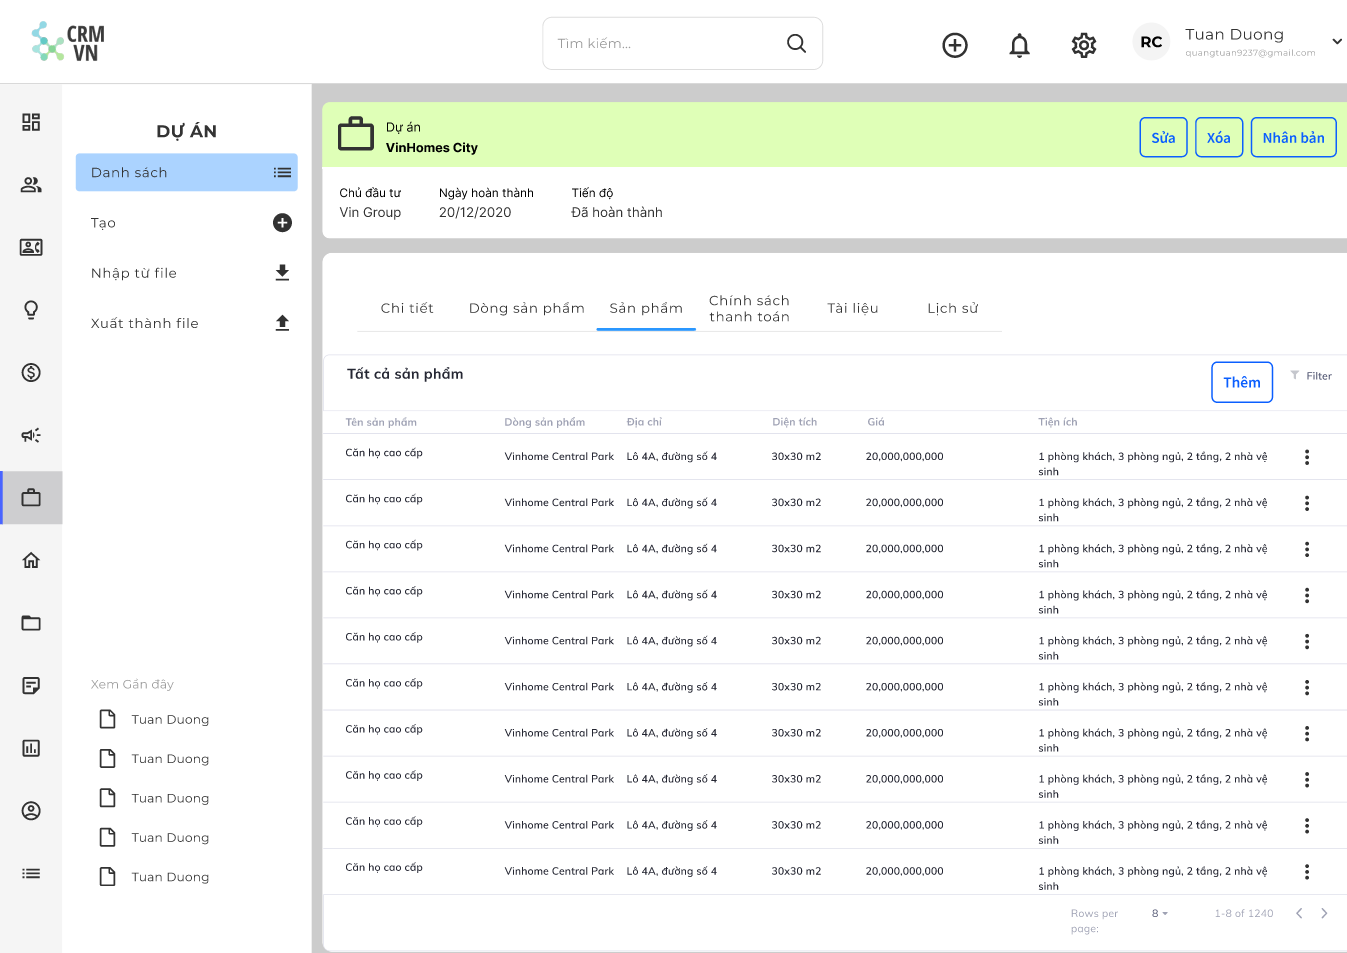 CRM
VN
Tìm kiếm...
RC
Tuan Duong
quangtuan9237@gmail.com
DỰ ÁN
Danh sách
Tạo
Nhập từ file
Xuất thành file
Xem Gần đây
Tuan Duong
Tuan Duong
Tuan Duong
Tuan Duong
Tuan Duong
Dự án
VinHomes City
Sửa
Xóa
Nhân bản
Chủ đầu tư
Ngày hoàn thành
Tiến độ
Vin Group
20/12/2020
Đã hoàn thành
Chi tiết
Dòng sản phẩm
Sản phẩm
Chính sách
thanh toán
Tài liệu
Lịch sử
Tất cả sản phẩm
Thêm
Filter
Tên sản phẩm Dòng sản phẩm Địa chỉ Diện tích Giá Tiện ích
Căn họ cao cấp Vinhome Central Park Lô 4A, đường số 4 30x30 m2 20,000,000,000 1 phòng khách, 3 phòng ngủ, 2 tầng, 2 nhà vệ
sinh
Căn họ cao cấp Vinhome Central Park Lô 4A, đường số 4 30x30 m2 20,000,000,000 1 phòng khách, 3 phòng ngủ, 2 tầng, 2 nhà vệ
sinh
Căn họ cao cấp Vinhome Central Park Lô 4A, đường số 4 30x30 m2 20,000,000,000 1 phòng khách, 3 phòng ngủ, 2 tầng, 2 nhà vệ
sinh
Căn họ cao cấp Vinhome Central Park Lô 4A, đường số 4 30x30 m2 20,000,000,000 1 phòng khách, 3 phòng ngủ, 2 tầng, 2 nhà vệ
sinh
Căn họ cao cấp Vinhome Central Park Lô 4A, đường số 4 30x30 m2 20,000,000,000 1 phòng khách, 3 phòng ngủ, 2 tầng, 2 nhà vệ
sinh
Căn họ cao cấp Vinhome Central Park Lô 4A, đường số 4 30x30 m2 20,000,000,000 1 phòng khách, 3 phòng ngủ, 2 tầng, 2 nhà vệ
sinh
Căn họ cao cấp Vinhome Central Park Lô 4A, đường số 4 30x30 m2 20,000,000,000 1 phòng khách, 3 phòng ngủ, 2 tầng, 2 nhà vệ
sinh
Căn họ cao cấp Vinhome Central Park Lô 4A, đường số 4 30x30 m2 20,000,000,000 1 phòng khách, 3 phòng ngủ, 2 tầng, 2 nhà vệ
sinh
Căn họ cao cấp Vinhome Central Park Lô 4A, đường số 4 30x30 m2 20,000,000,000 1 phòng khách, 3 phòng ngủ, 2 tầng, 2 nhà vệ
sinh
Căn họ cao cấp Vinhome Central Park Lô 4A, đường số 4 30x30 m2 20,000,000,000 1 phòng khách, 3 phòng ngủ, 2 tầng, 2 nhà vệ
sinh
Rows per
page:
8
1-8 of 1240